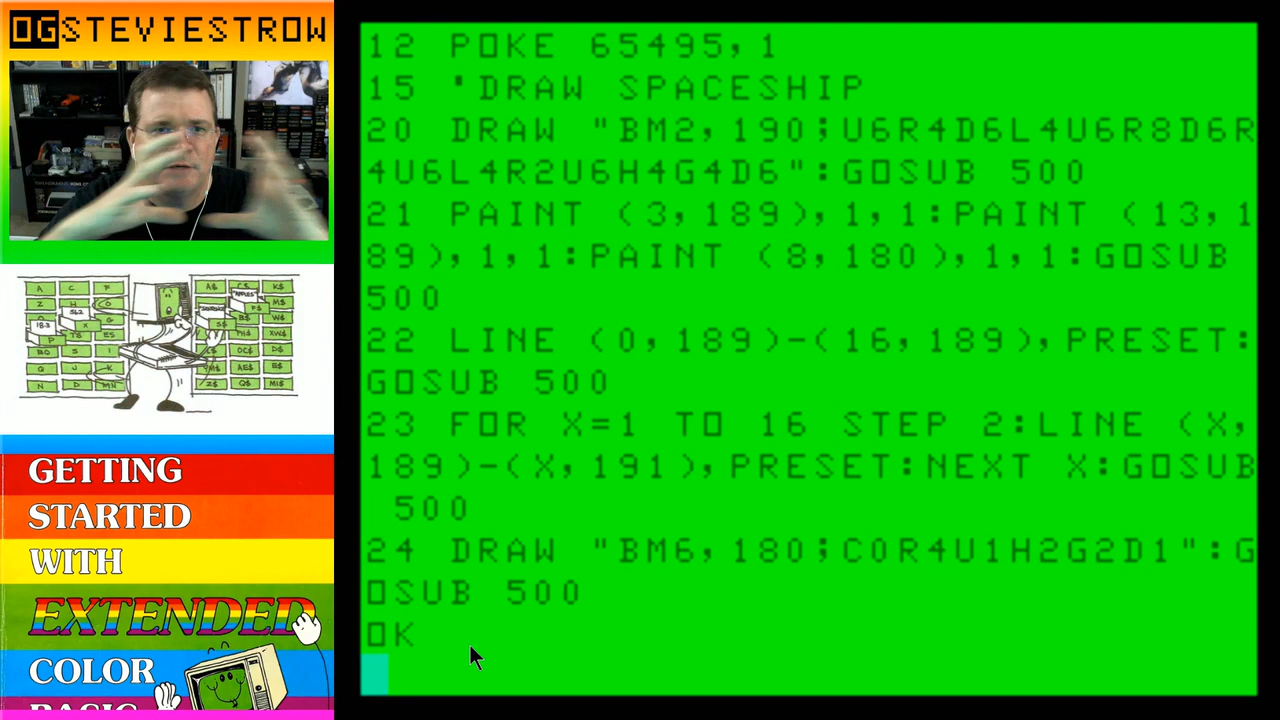 OGSTEVIESTROW
GETTING
STARTED
WITH
EXTENDED
COLOR
BASIC
12 POKE 65495,1
15 'DRAW SPACESHIP
20 DRAW "BM2,190;U6R4D6L4U6R8D6R
4U6L4R2U6H4G4D6":GOSUB 500
21 PAINT (3,189),1,1:PAINT (13,1
89),1,1:PAINT (8,180),1,1:GOSUB
500
22 LINE (0,189)-(16,189),PRESET:
GOSUB 500
23 FOR X=1 TO 16 STEP 2:LINE (X,
189)-(X,191),PRESET:NEXT X:GOSUB
500
24 DRAW "BM6,180;C0R4U1H2G2D1":G
OSUB 500
OK